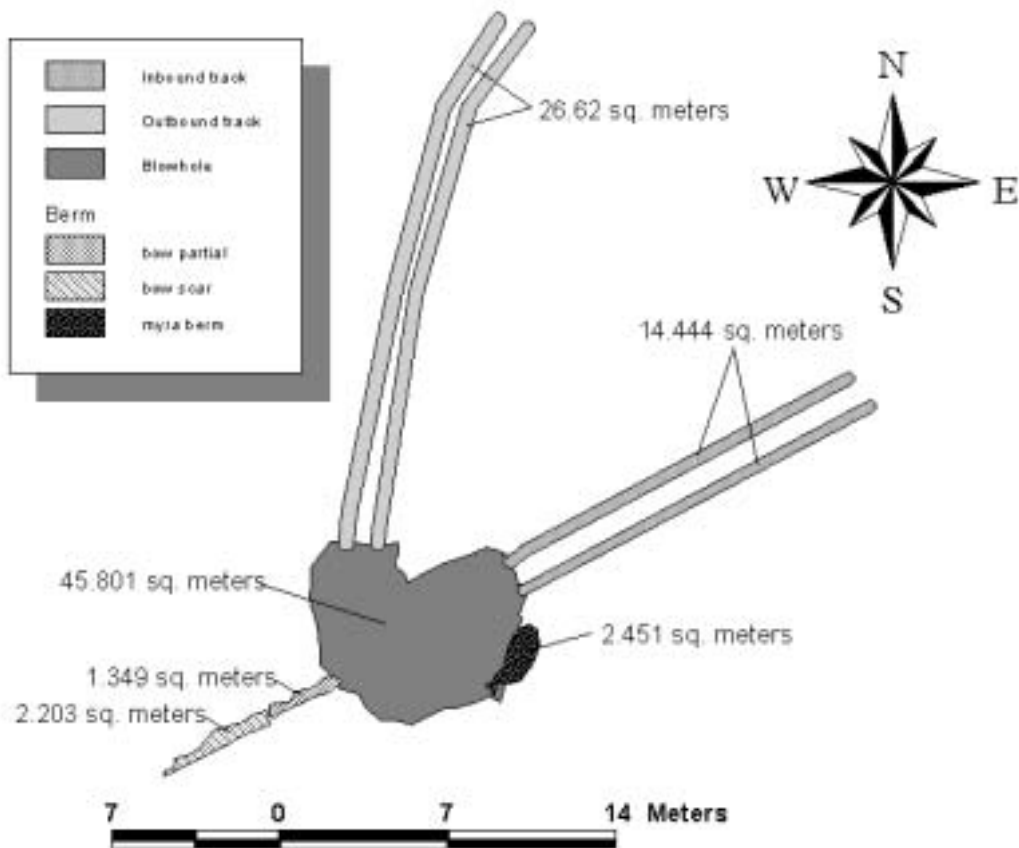 Inbound track
Outbound track
Blowhole
Berm
bow partial
bow scar
myra berm
26.62 sq. meters
N
W
E
S
14.444 sq. meters
45.801 sq. meters
2.451 sq. meters
1.349 sq. meters
2.203 sq. meters
7 0 7 14 Meters